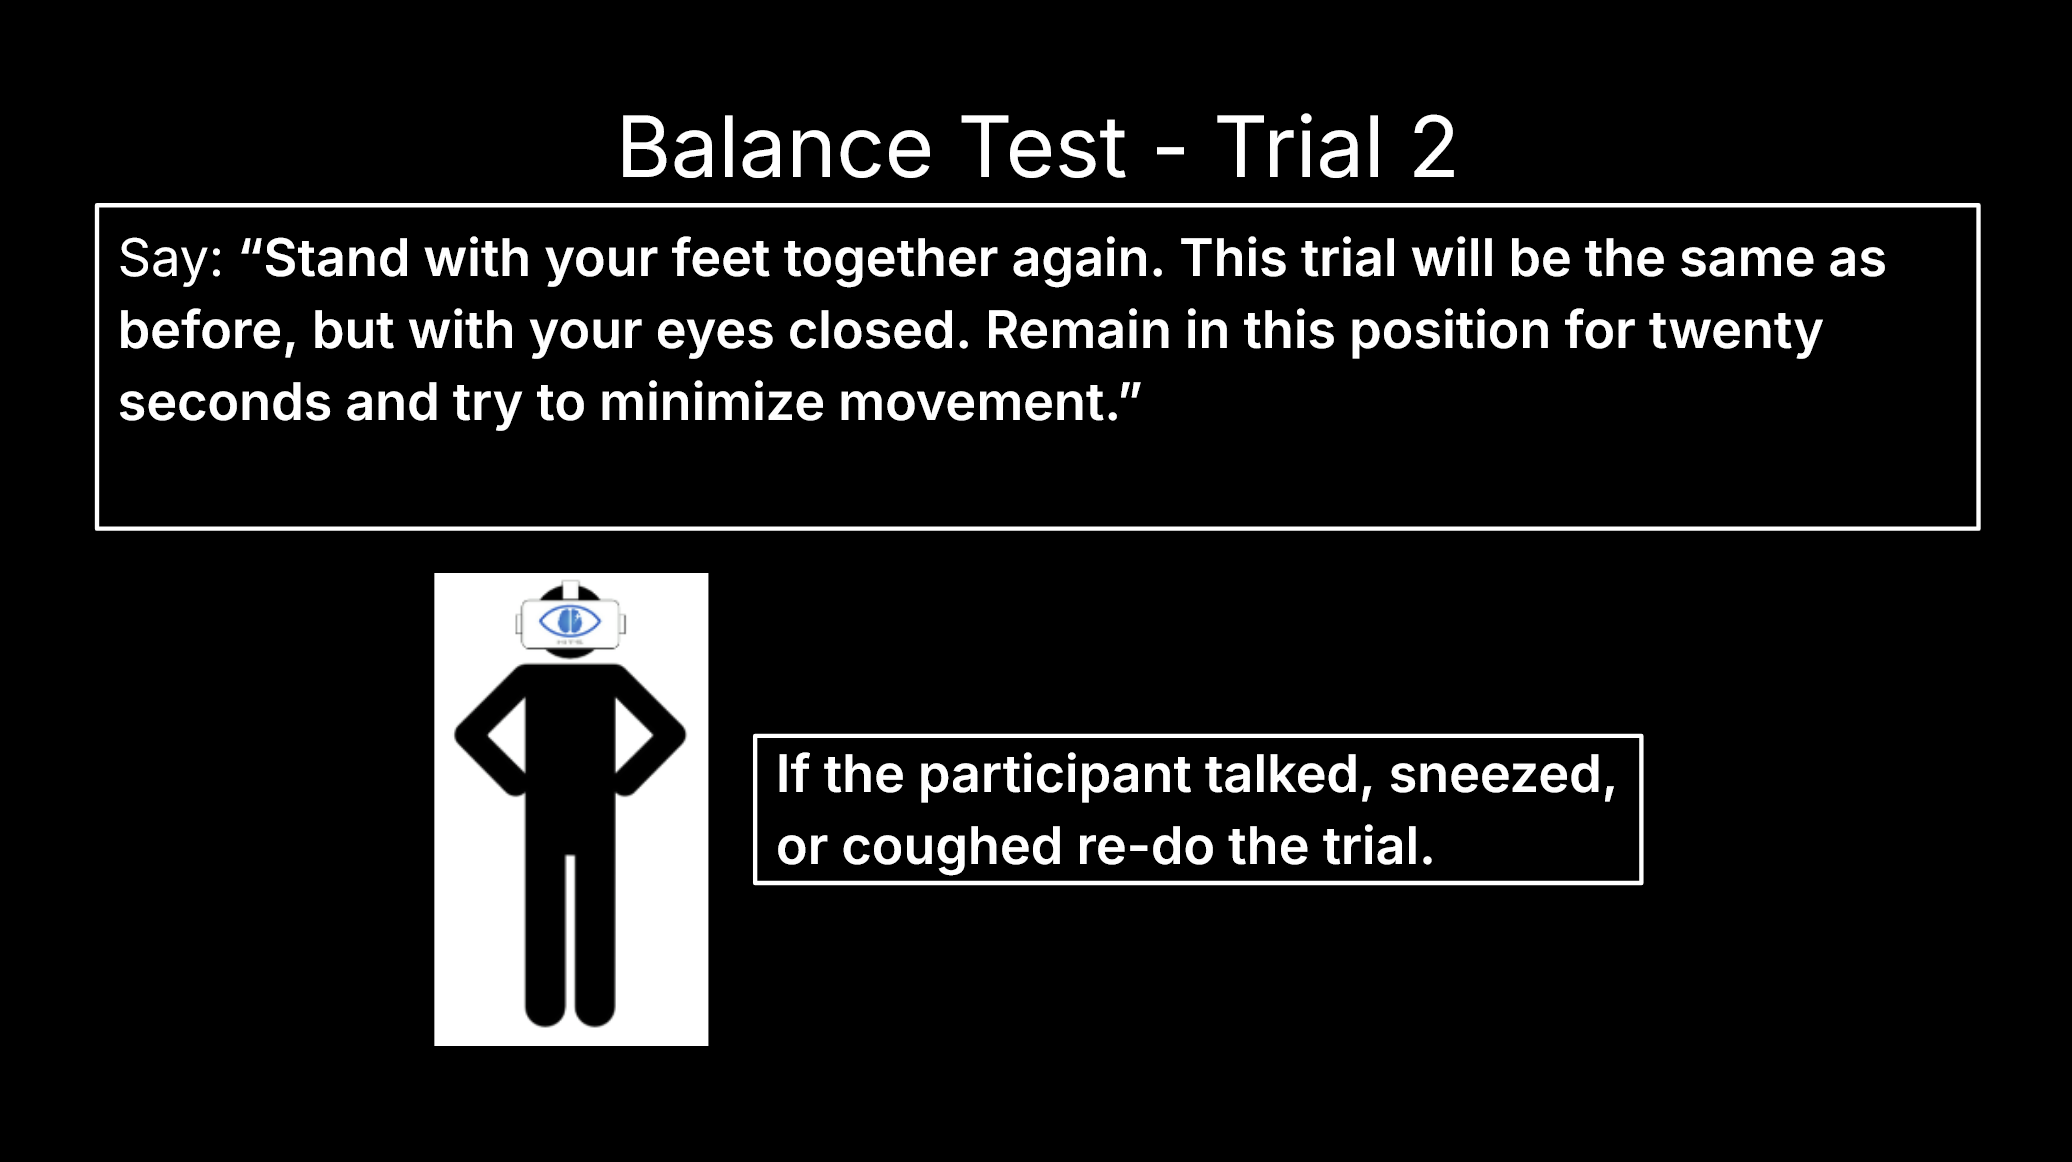 Balance Test - Trial 2
Say: “Stand with your feet together again. This trial will be the same as
before, but with your eyes closed. Remain in this position for twenty
seconds and try to minimize movement.”
If the participant talked, sneezed,
or coughed re-do the trial.